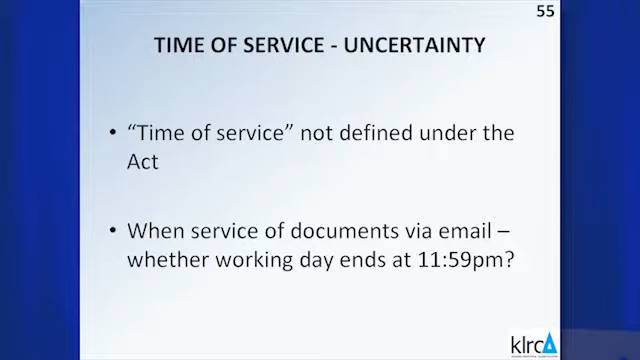 55
TIME OF SERVICE - UNCERTAINTY
• “Time of service” not defined under the
Act
• When service of documents via email –
whether working day ends at 11:59pm?
klrcA